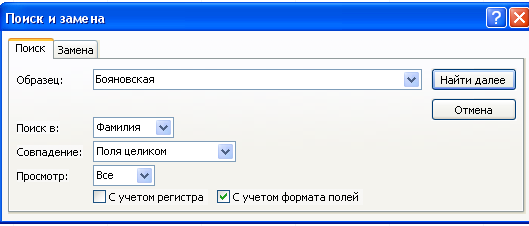 Поиск и замена
Поиск Замена
Образец: Бояновская Найти далее
Отмена
Поиск в: Фамилия
Совпадение: Поля целиком
Просмотр: Все
С учетом регистра С учетом формата полей